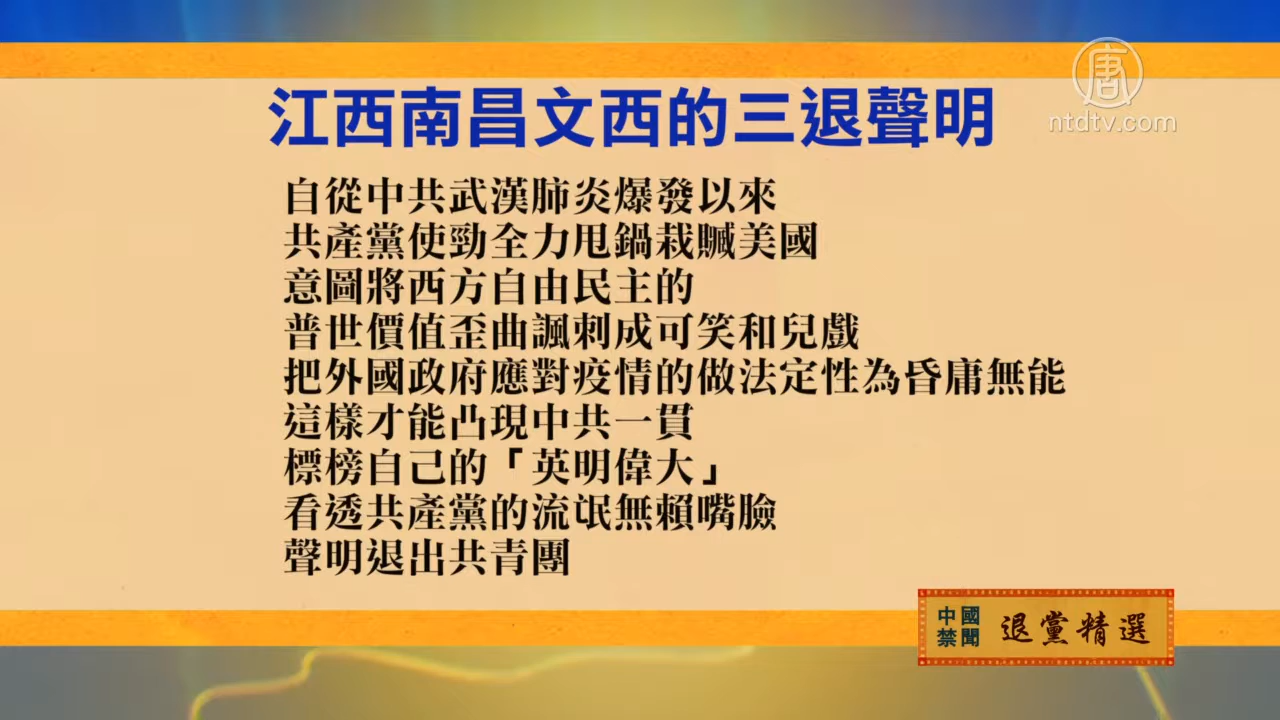 江西南昌文西的三退聲明
唐
ntdtv.com
自從中共武漢肺炎爆發以來
共產黨使勁全力甩鍋栽贓美國
意圖將西方自由民主的
普世價值歪曲諷刺成可笑和兒戲
把外國政府應對疫情的做法定性為昏庸無能
這樣才能凸現中共一貫
標榜自己的「英明偉大」
看透共產黨的流氓無賴嘴臉
聲明退出共青團
中國禁聞
退黨精選